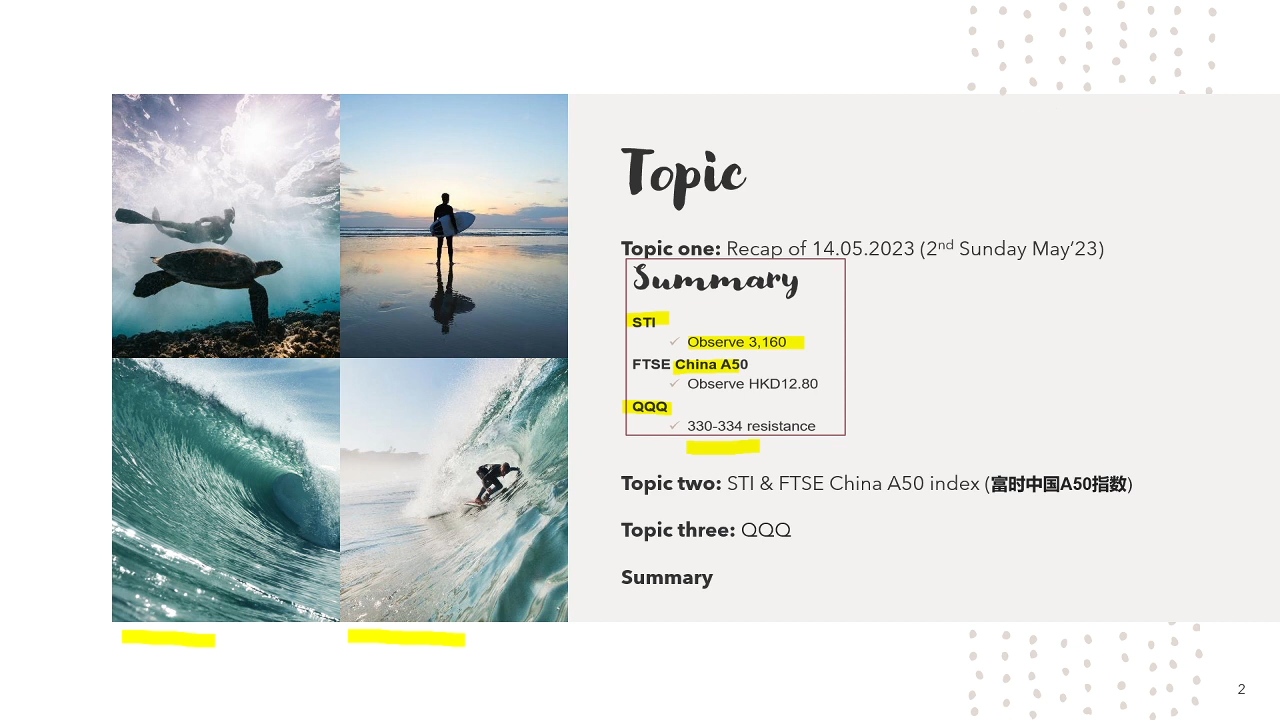 Topic
Topic one: Recap of 14.05.2023 (2nd Sunday May’23)
Summary
STI
✓ Observe 3,160
FTSE China A50
✓ Observe HKD12.80
QQQ
✓ 330-334 resistance
Topic two: STI & FTSE China A50 index (富时中国A50指数)
Topic three: QQQ
Summary
2